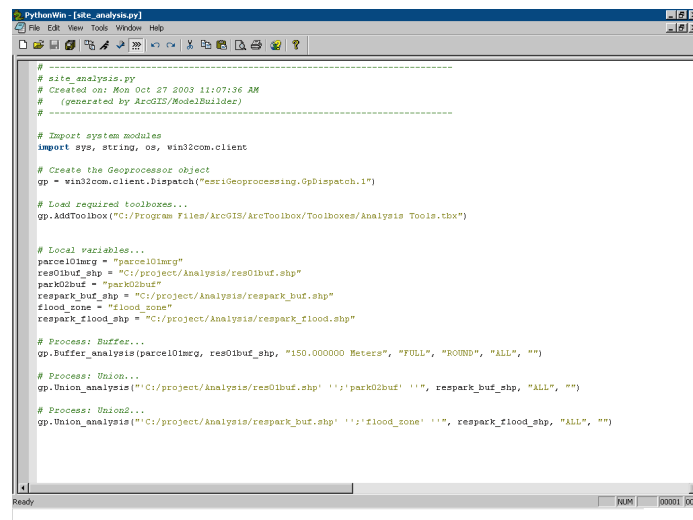 PythonWin - [site_analysis.py]
File Edit View Tools Window Help
# ---------------------------------------------------------------------------
# site_analysis.py
# Created on: Mon Oct 27 2003 11:07:36 AM
#   (generated by ArcGIS/ModelBuilder)
# ---------------------------------------------------------------------------
# Import system modules
import sys, string, os, win32com.client
# Create the Geoprocessor object
gp = win32com.client.Dispatch("esriGeoprocessing.GpDispatch.1")
# Load required toolboxes...
gp.AddToolbox("C:/Program Files/ArcGIS/ArcToolbox/Toolboxes/Analysis Tools.tbx")
# Local variables...
parcel01mrg = "parcel01mrg"
res01buf_shp = "C:/project/Analysis/res01buf.shp"
park02buf = "park02buf"
respark_buf_shp = "C:/project/Analysis/respark_buf.shp"
flood_zone = "flood_zone"
respark_flood_shp = "C:/project/Analysis/respark_flood.shp"
# Process: Buffer...
gp.Buffer_analysis(parcel01mrg, res01buf_shp, "150.000000 Meters", "FULL", "ROUND", "ALL", "")
# Process: Union...
gp.Union_analysis("'C:/project/Analysis/res01buf.shp' '';'park02buf' ''", respark_buf_shp, "ALL", "")
# Process: Union2...
gp.Union_analysis("'C:/project/Analysis/respark_buf.shp' '';'flood_zone' ''", respark_flood_shp, "ALL", "")
Ready NUM 00001